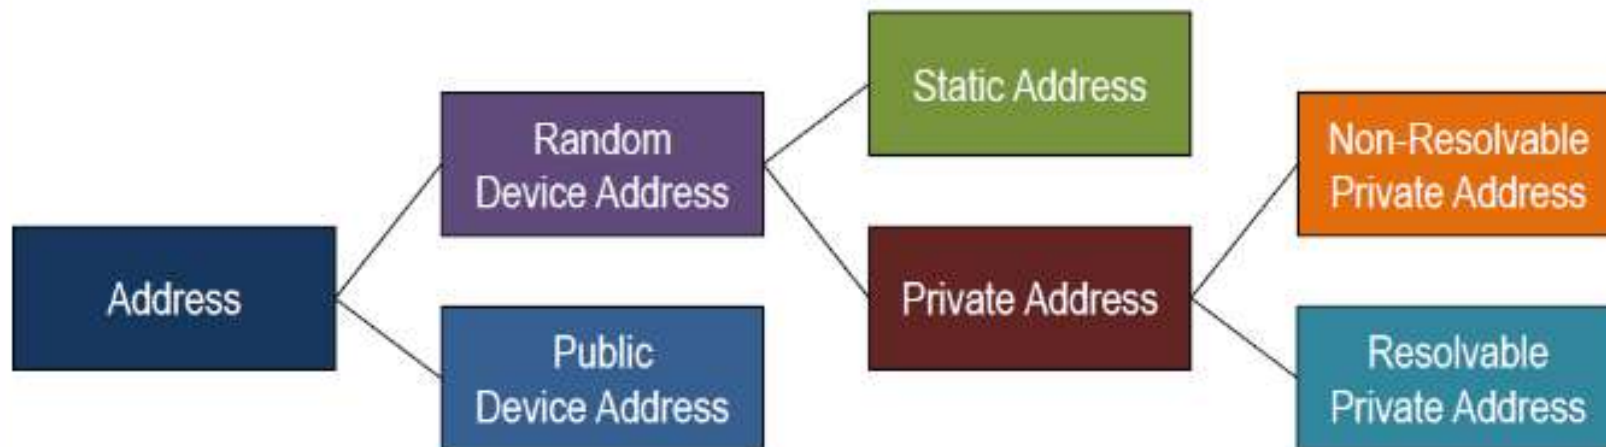 Address
Random
Device Address
Public
Device Address
Static Address
Private Address
Non-Resolvable
Private Address
Resolvable
Private Address